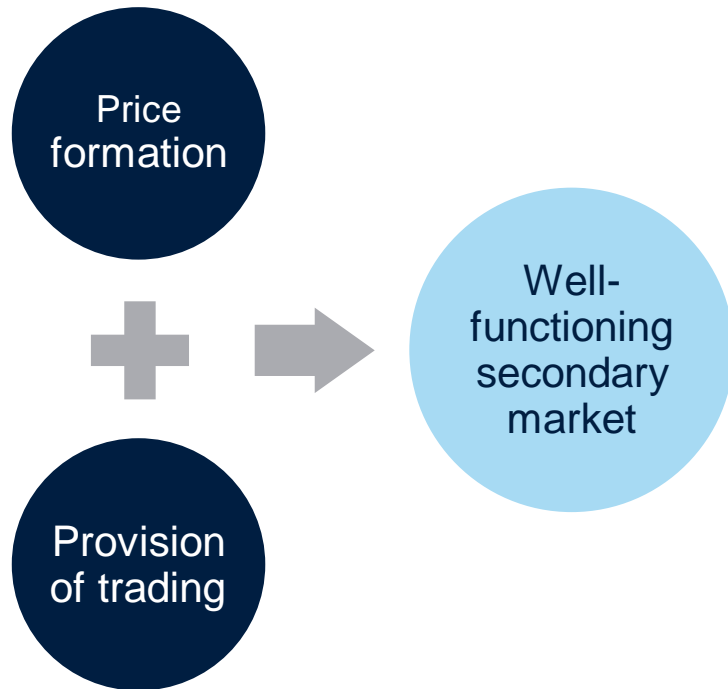 Price
formation
Well-
functioning
secondary
market
Provision
of trading